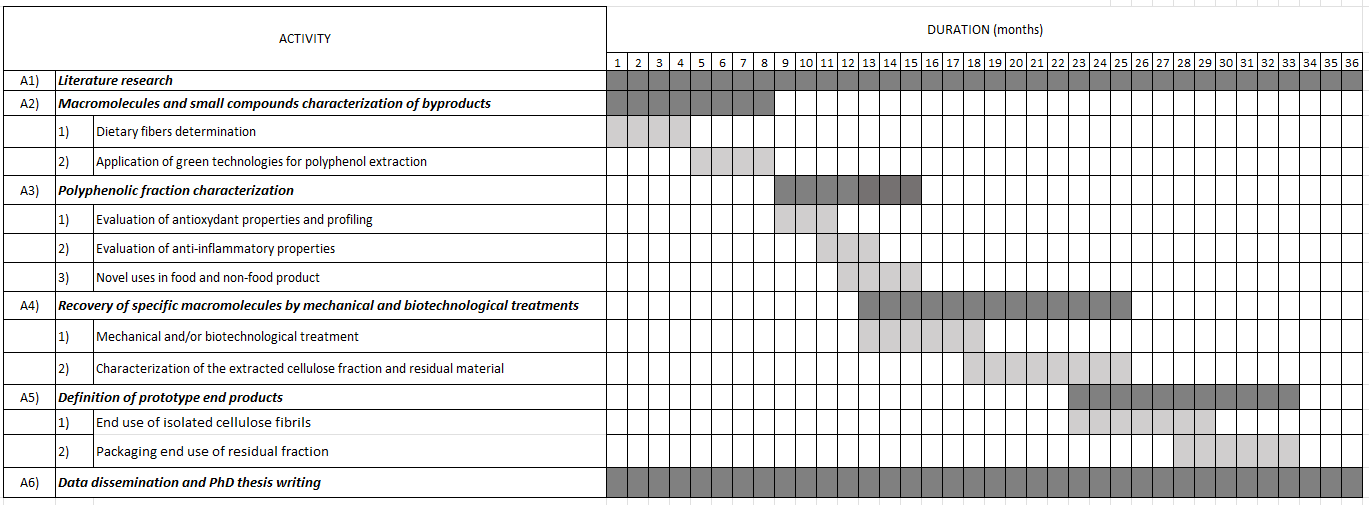 ACTIVITY
DURATION (months)
1 2 3 4 5 6 7 8 9 10 11 12 13 14 15 16 17 18 19 20 21 22 23 24 25 26 27 28 29 30 31 32 33 34 35 36
A1) Literature research
A2) Macromolecules and small compounds characterization of byproducts
1) Dietary fibers determination
2) Application of green technologies for polyphenol extraction
A3) Polyphenolic fraction characterization
1) Evaluation of antioxydant properties and profiling
2) Evaluation of anti-inflammatory properties
3) Novel uses in food and non-food product
A4) Recovery of specific macromolecules by mechanical and biotechnological treatments
1) Mechanical and/or biotechnological treatment
2) Characterization of the extracted cellulose fraction and residual material
A5) Definition of prototype end products
1) End use of isolated cellulose fibrils
2) Packaging end use of residual fraction
A6) Data dissemination and PhD thesis writing